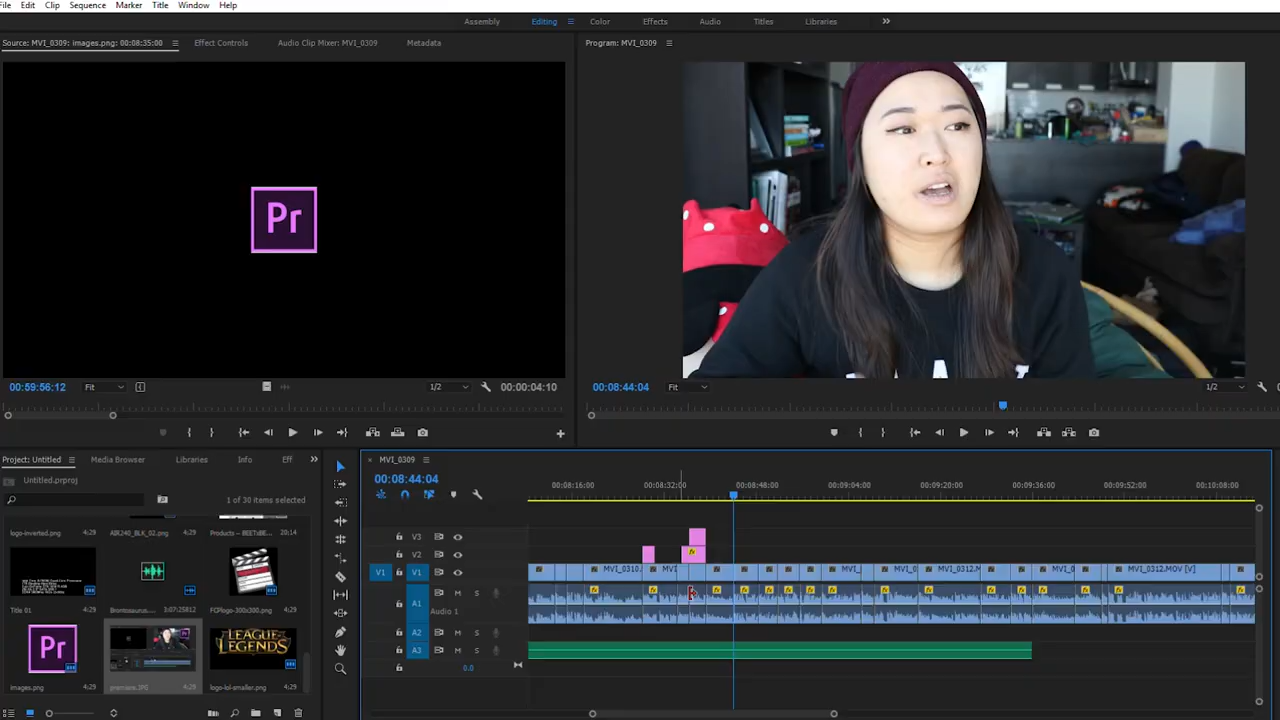 File Edit Clip Sequence Marker Title Window Help
Assembly Editing Color Effects Audio Titles Libraries
Source: MVI_0309: images.png: 00:08:35:00 Effect Controls Audio Clip Mixer: MVI_0309 Metadata
Program: MVI_0309
Pr
00:59:56:12 Fit 1/2 00:00:04:10
00:08:44:04 Fit 1/2
Project: Untitled Media Browser Libraries Info Eff
Untitled.prproj
1 of 30 items selected
logo-inverted.png 4:29 AIR240_BLK_02.png 4:29 Products -- BEETxBE... 20:14
Title 01 4:29 Brontosaurus... 3:07:25812 FCPlogo-300x300.png 4:29
Pr
LEAGUE LEGENDS
images.png 4:29 premiere.JPG 4:29 logo-lol-smaller.png 4:29
MVI_0309
00:08:44:04
00:08:16:00 00:08:32:00 00:08:48:00 00:09:04:00 00:09:20:00 00:09:36:00 00:09:52:00 00:10:08:00
V3
V2
V1 V1 MVI_0310. MVI MVI_ MVI_0 MVI_0312.M MVI_0 MVI_0312.MOV [V]
A1 M S
Audio 1
A2 M S
A3 M S
0.0